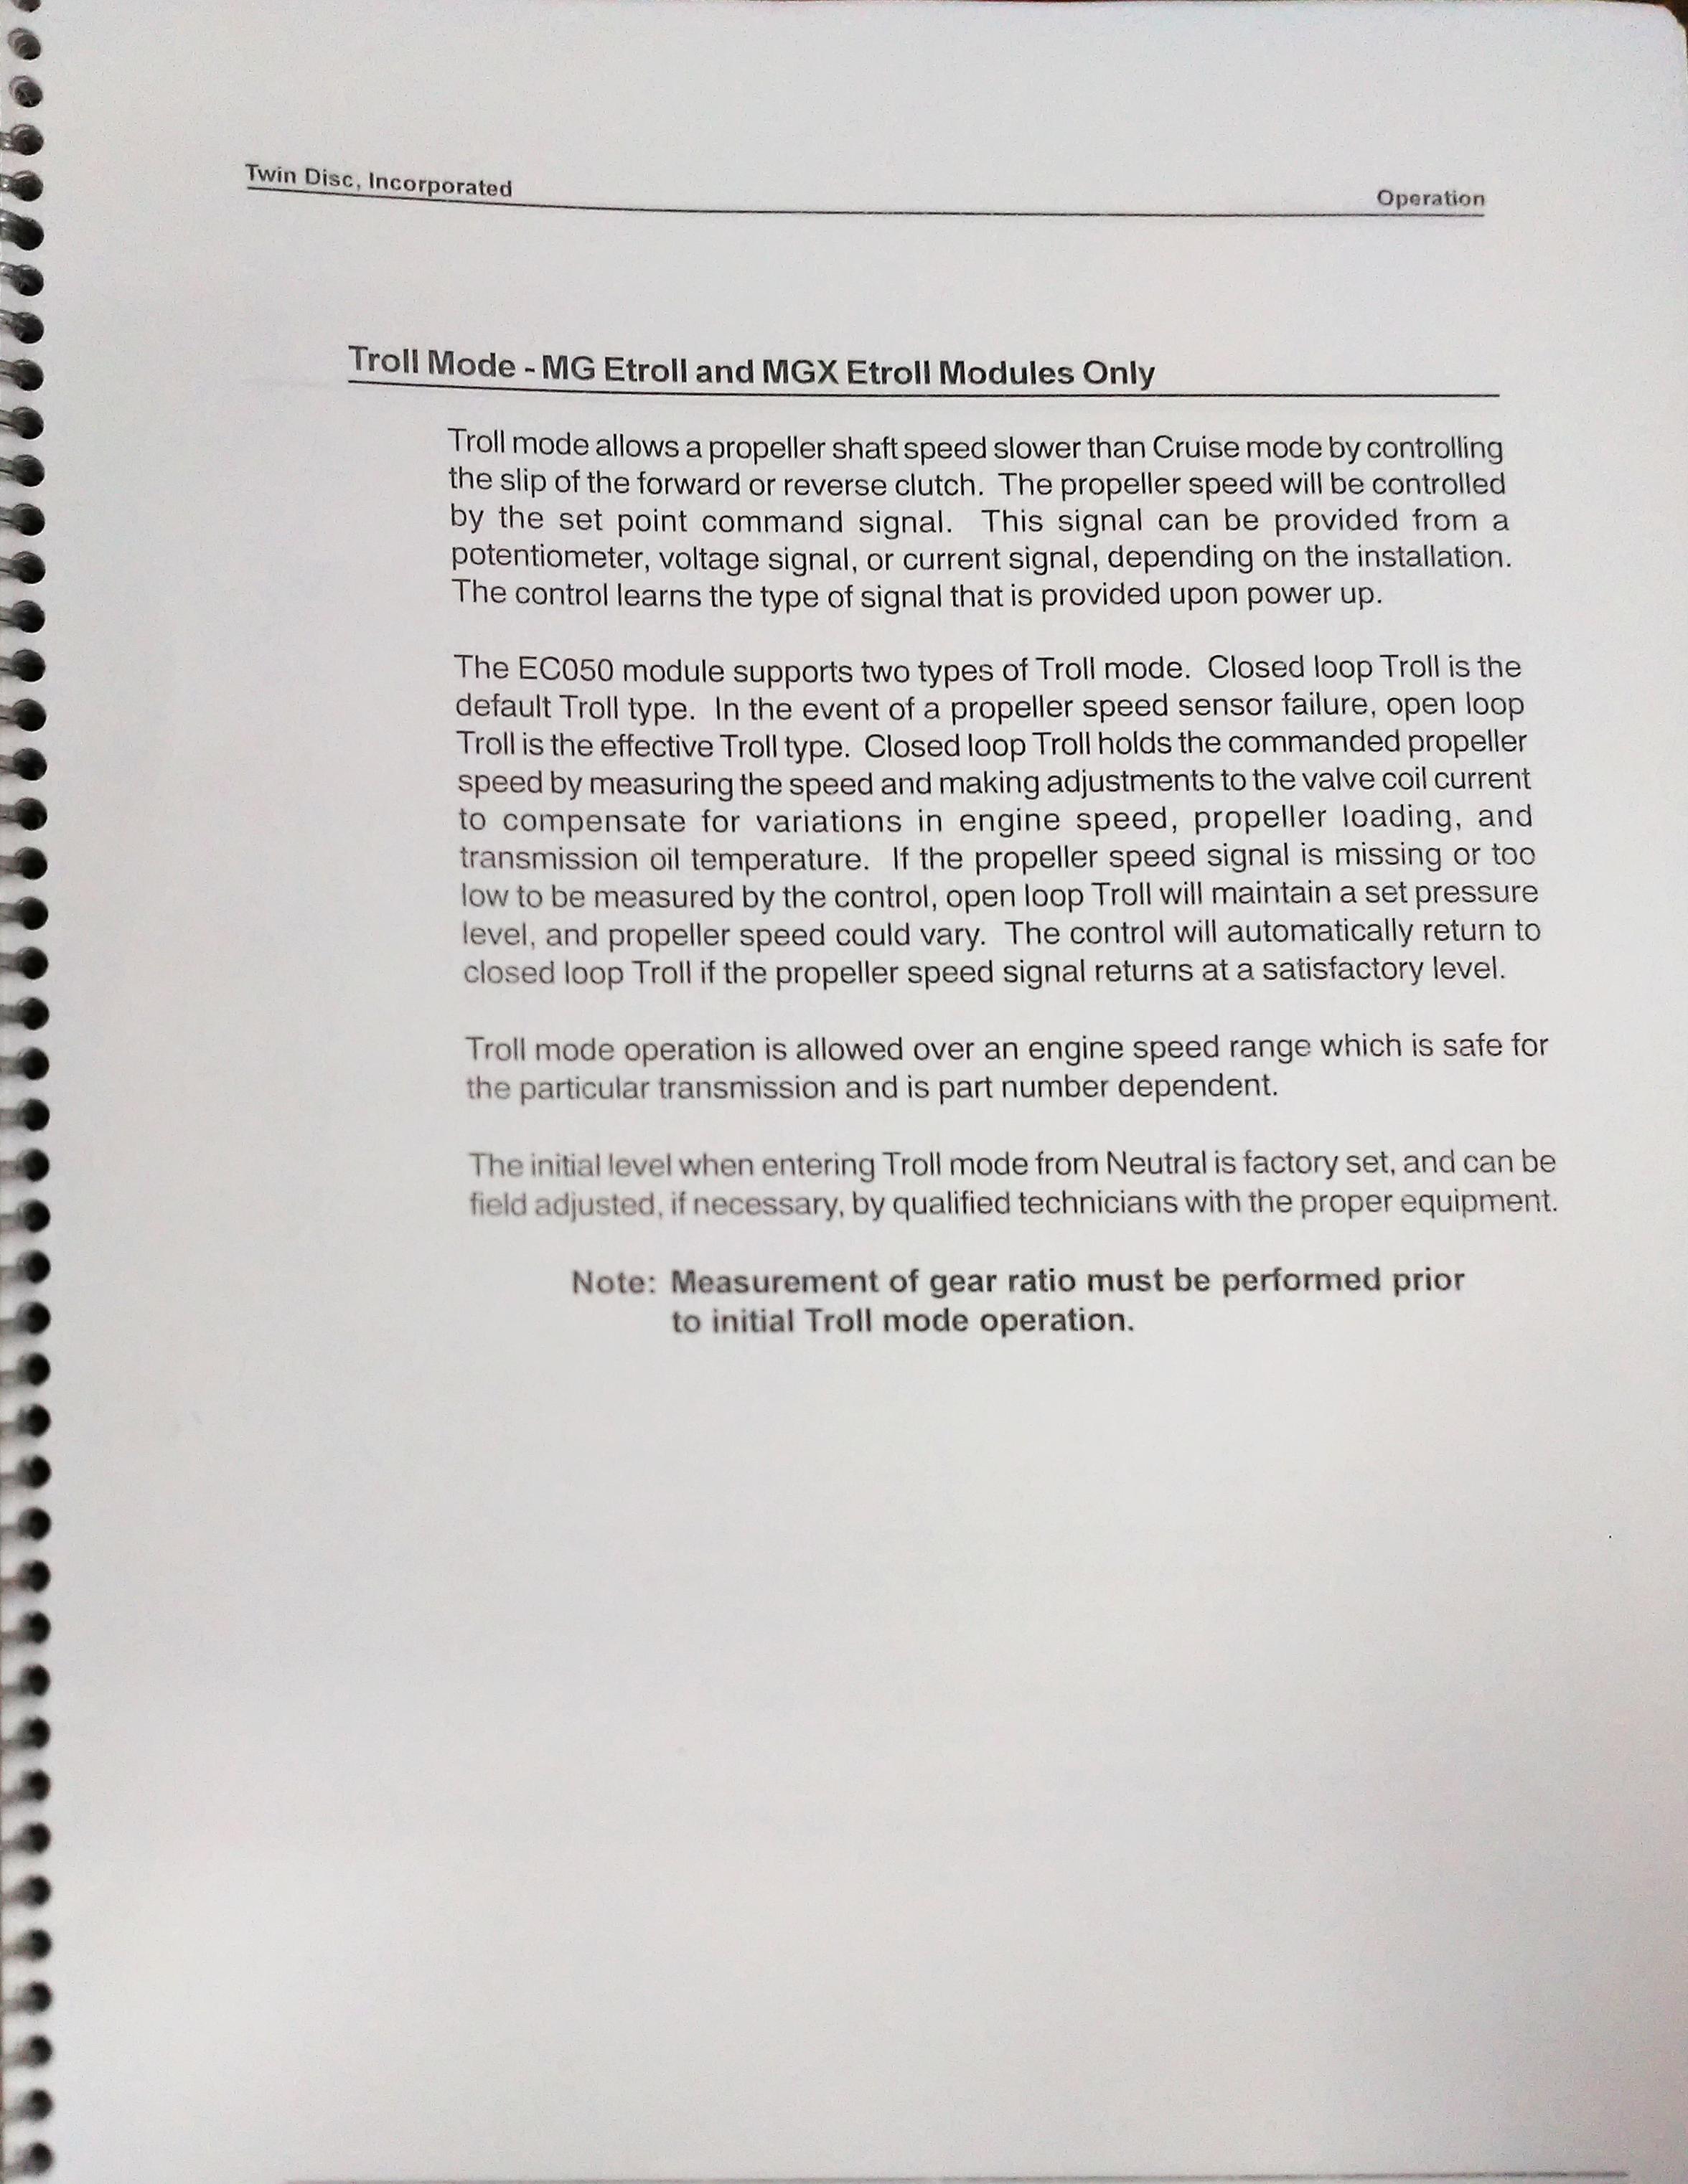 Twin Disc, Incorporated
Operation
Troll Mode - MG Etroll and MGX Etroll Modules Only
Troll mode allows a propeller shaft speed slower than Cruise mode by controlling
the slip of the forward or reverse clutch. The propeller speed will be controlled
by the set point command signal. This signal can be provided from a
potentiometer, voltage signal, or current signal, depending on the installation.
The control learns the type of signal that is provided upon power up.
The EC050 module supports two types of Troll mode. Closed loop Troll is the
default Troll type. In the event of a propeller speed sensor failure, open loop
Troll is the effective Troll type. Closed loop Troll holds the commanded propeller
speed by measuring the speed and making adjustments to the valve coil current
to compensate for variations in engine speed, propeller loading, and
transmission oil temperature. If the propeller speed signal is missing or too
low to be measured by the control, open loop Troll will maintain a set pressure
level, and propeller speed could vary. The control will automatically return to
closed loop Troll if the propeller speed signal returns at a satisfactory level.
Troll mode operation is allowed over an engine speed range which is safe for
the particular transmission and is part number dependent.
The initial level when entering Troll mode from Neutral is factory set, and can be
field adjusted, if necessary, by qualified technicians with the proper equipment.
Note: Measurement of gear ratio must be performed prior
to initial Troll mode operation.